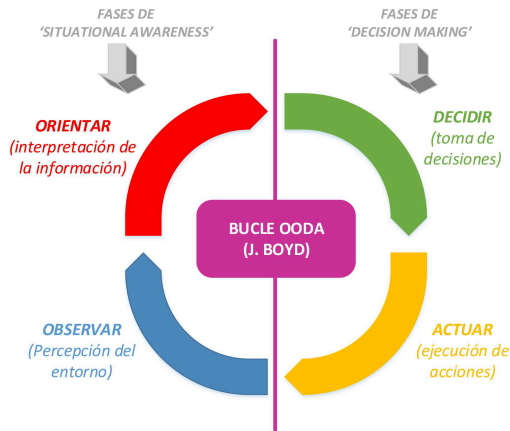 FASES DE
‘SITUATIONAL AWARENESS’
FASES DE
‘DECISION MAKING’
ORIENTAR
(interpretación de
la información)
DECIDIR
(toma de
decisiones)
BUCLE OODA
(J. BOYD)
OBSERVAR
(Percepción del
entorno)
ACTUAR
(ejecución de
acciones)